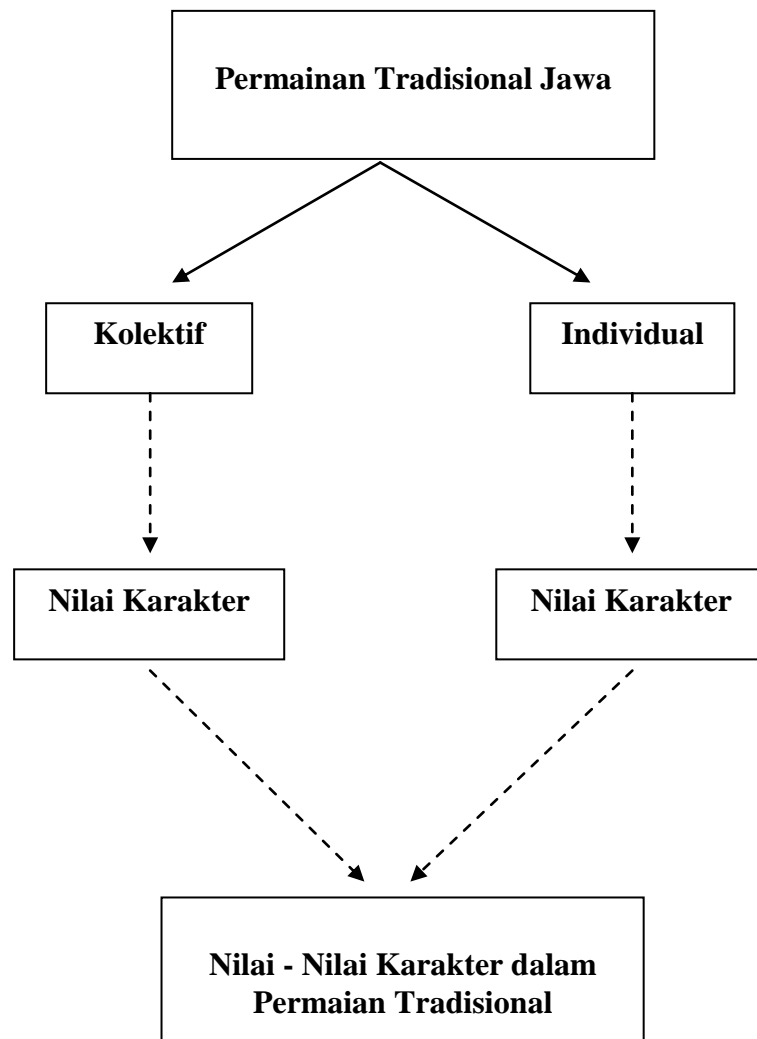 Permainan Tradisional Jawa
Kolektif
Individual
Nilai Karakter
Nilai Karakter
Nilai - Nilai Karakter dalam
Permaian Tradisional